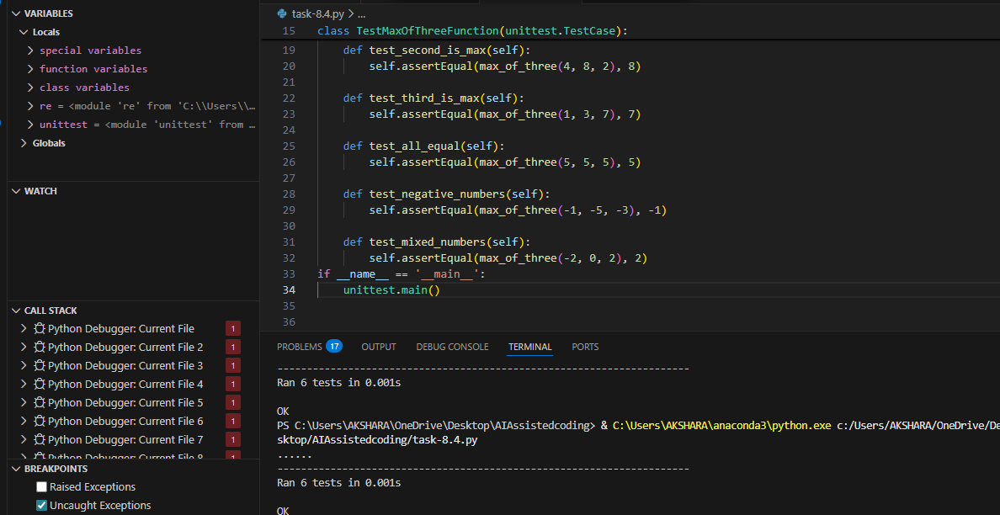 VARIABLES
Locals
special variables
function variables
class variables
re = <module 're' from 'C:\\Users\\...
unittest = <module 'unittest' from ...
Globals
WATCH
CALL STACK
Python Debugger: Current File 1
Python Debugger: Current File 2 1
Python Debugger: Current File 3 1
Python Debugger: Current File 4 1
Python Debugger: Current File 5 1
Python Debugger: Current File 6 1
Python Debugger: Current File 7 1
Python Debugger: Current File 8 1
BREAKPOINTS
Raised Exceptions
Uncaught Exceptions
task-8.4.py > ...
15 class TestMaxOfThreeFunction(unittest.TestCase):
19 def test_second_is_max(self):
20 self.assertEqual(max_of_three(4, 8, 2), 8)
21
22 def test_third_is_max(self):
23 self.assertEqual(max_of_three(1, 3, 7), 7)
24
25 def test_all_equal(self):
26 self.assertEqual(max_of_three(5, 5, 5), 5)
27
28 def test_negative_numbers(self):
29 self.assertEqual(max_of_three(-1, -5, -3), -1)
30
31 def test_mixed_numbers(self):
32 self.assertEqual(max_of_three(-2, 0, 2), 2)
33 if __name__ == '__main__':
34 unittest.main()
35
36
PROBLEMS 17 OUTPUT DEBUG CONSOLE TERMINAL PORTS
----------------------------------------------------------------------
Ran 6 tests in 0.001s
OK
PS C:\Users\AKSHARA\OneDrive\Desktop\AIAssistedcoding> & C:\Users\AKSHARA\anaconda3\python.exe c:/Users/AKSHARA/OneDrive/De
sktop/AIAssistedcoding/task-8.4.py
......
----------------------------------------------------------------------
Ran 6 tests in 0.001s
OK